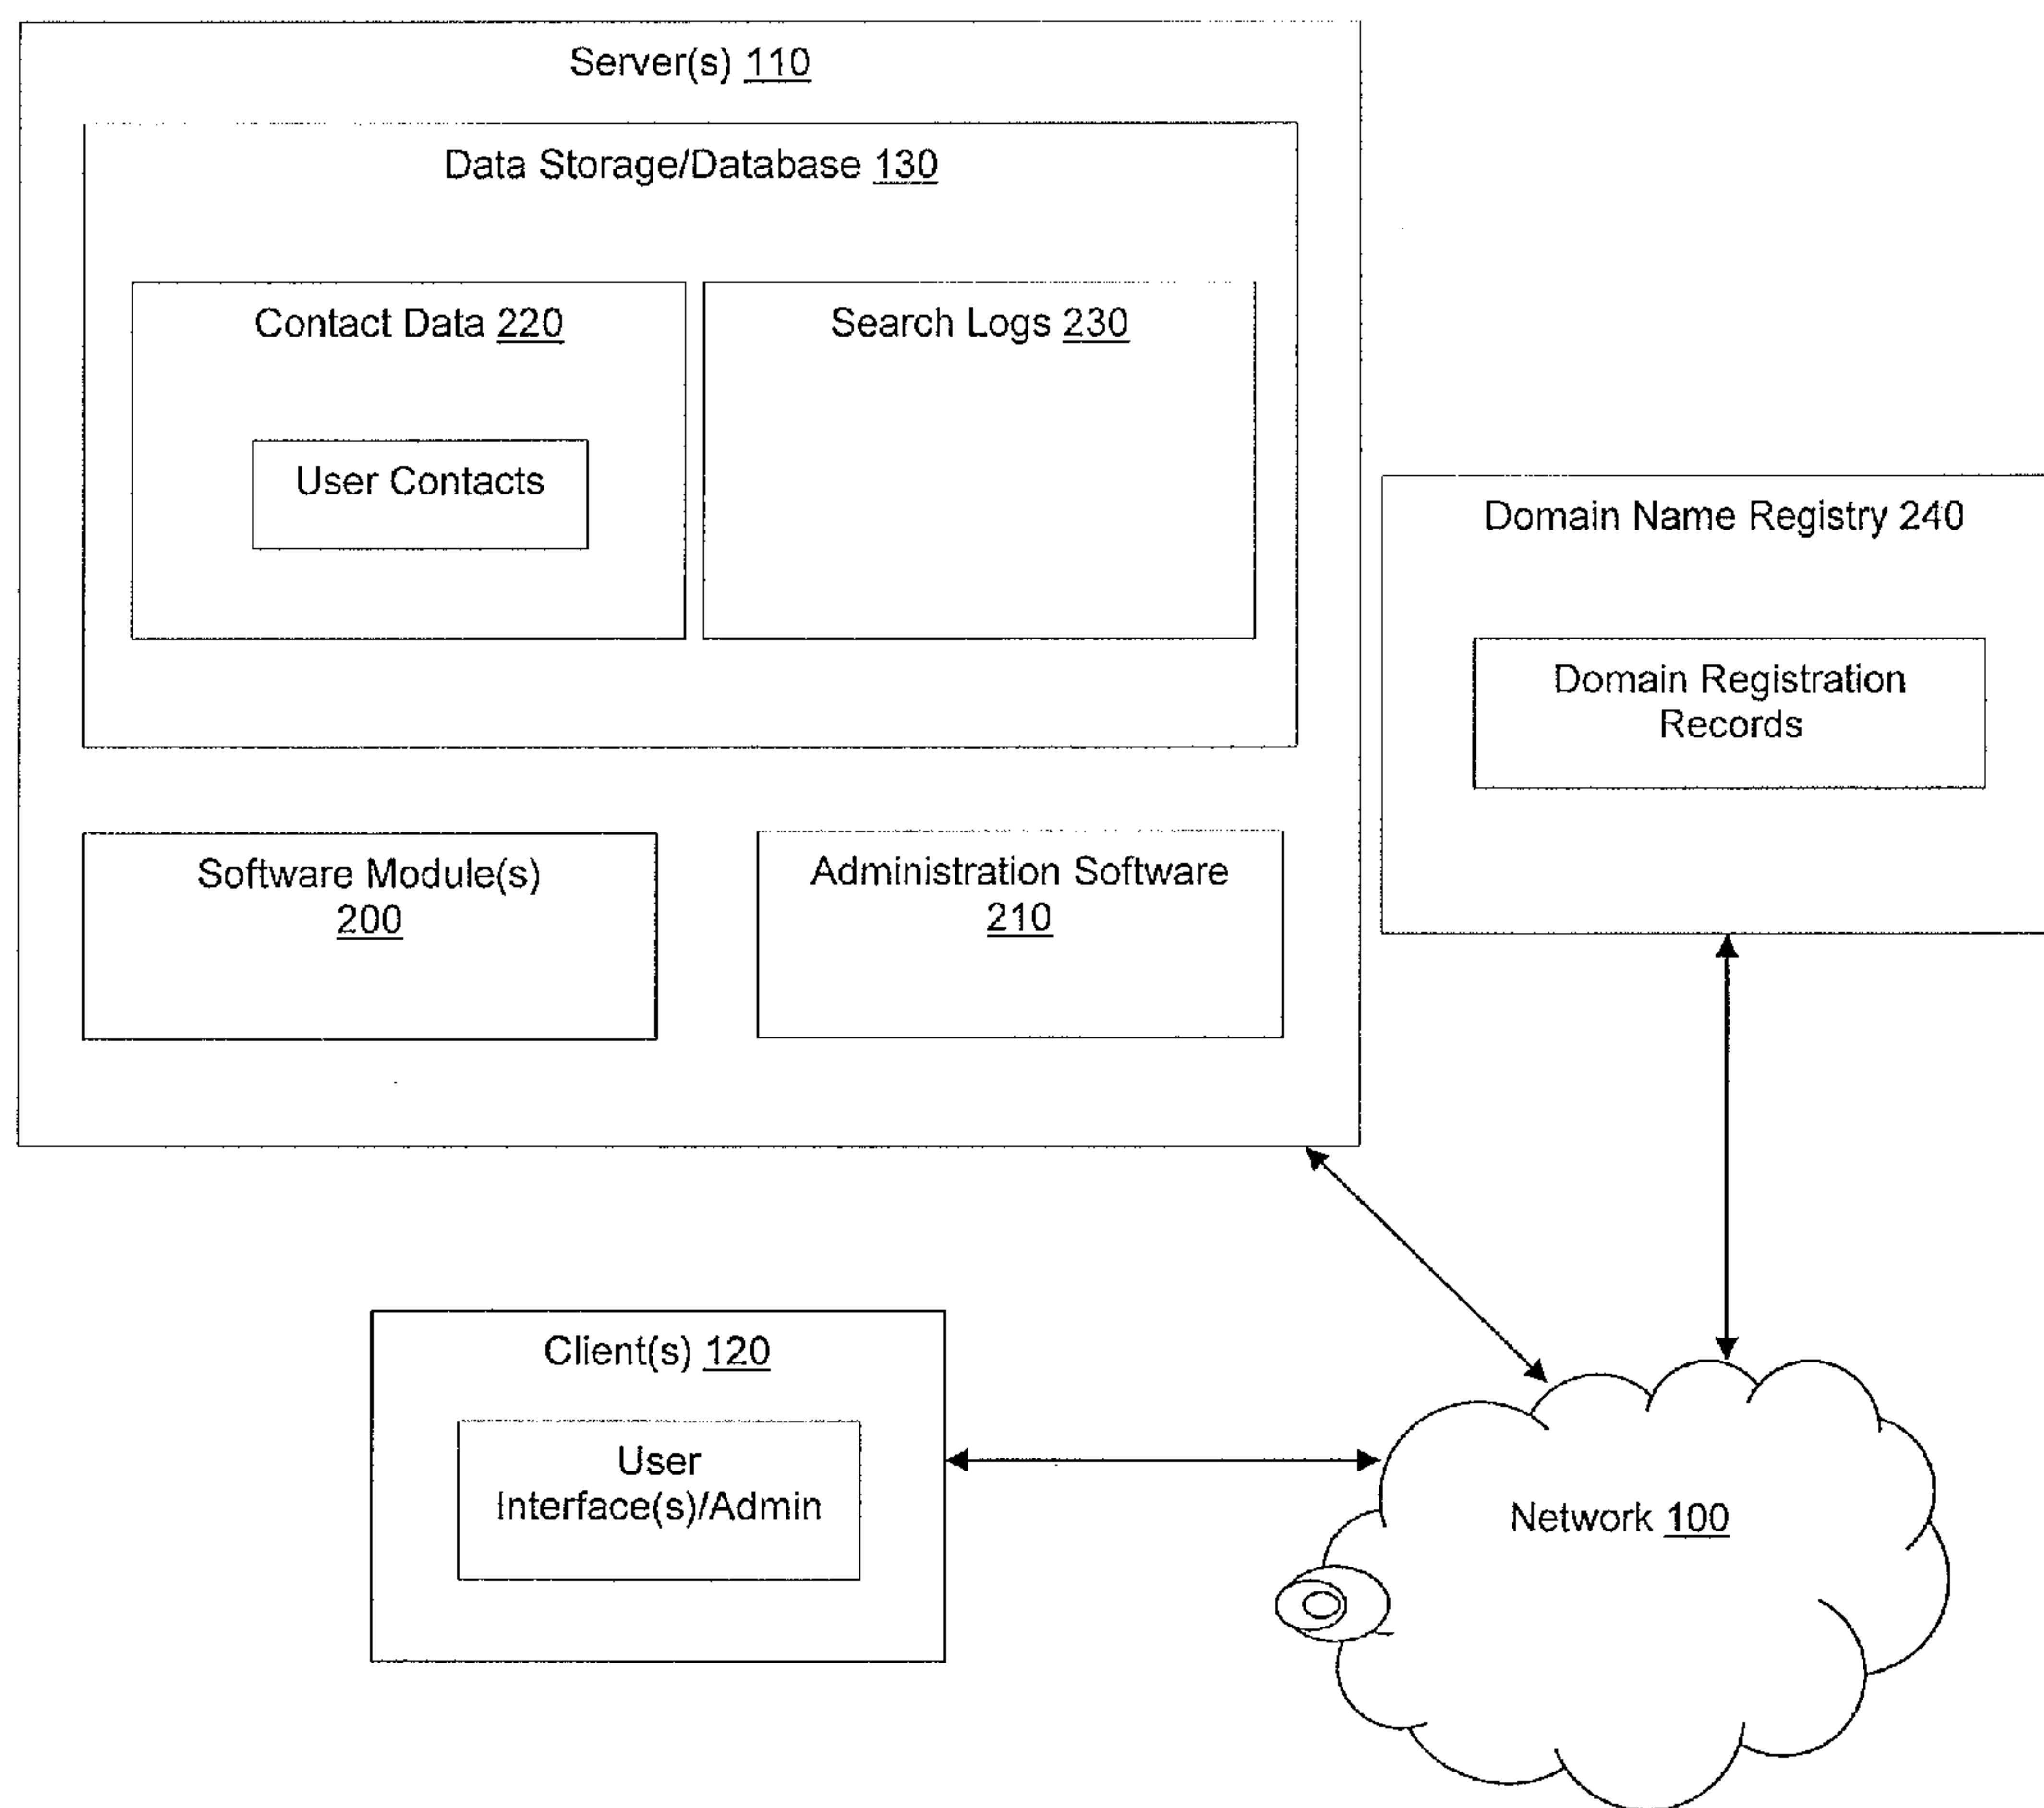 Server(s) 110
Data Storage/Database 130
Contact Data 220
User Contacts
Search Logs 230
Domain Name Registry 240
Domain Registration
Records
Software Module(s)
200
Administration Software
210
Client(s) 120
User
Interface(s)/Admin
Network 100